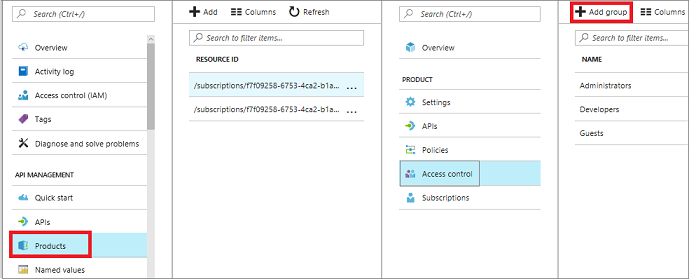 Search (Ctrl+/)
Overview
Activity log
Access control (IAM)
Tags
Diagnose and solve problems
API MANAGEMENT
Quick start
APIs
Products
Named values
Add Columns Refresh
Search to filter items...
RESOURCE ID
/subscriptions/f7f09258-6753-4ca2-b1a... ...
/subscriptions/f7f09258-6753-4ca2-b1a... ...
Search (Ctrl+/)
Overview
PRODUCT
Settings
APIs
Policies
Access control
Subscriptions
Add group Columns
Search to filter items...
NAME
Administrators
Developers
Guests